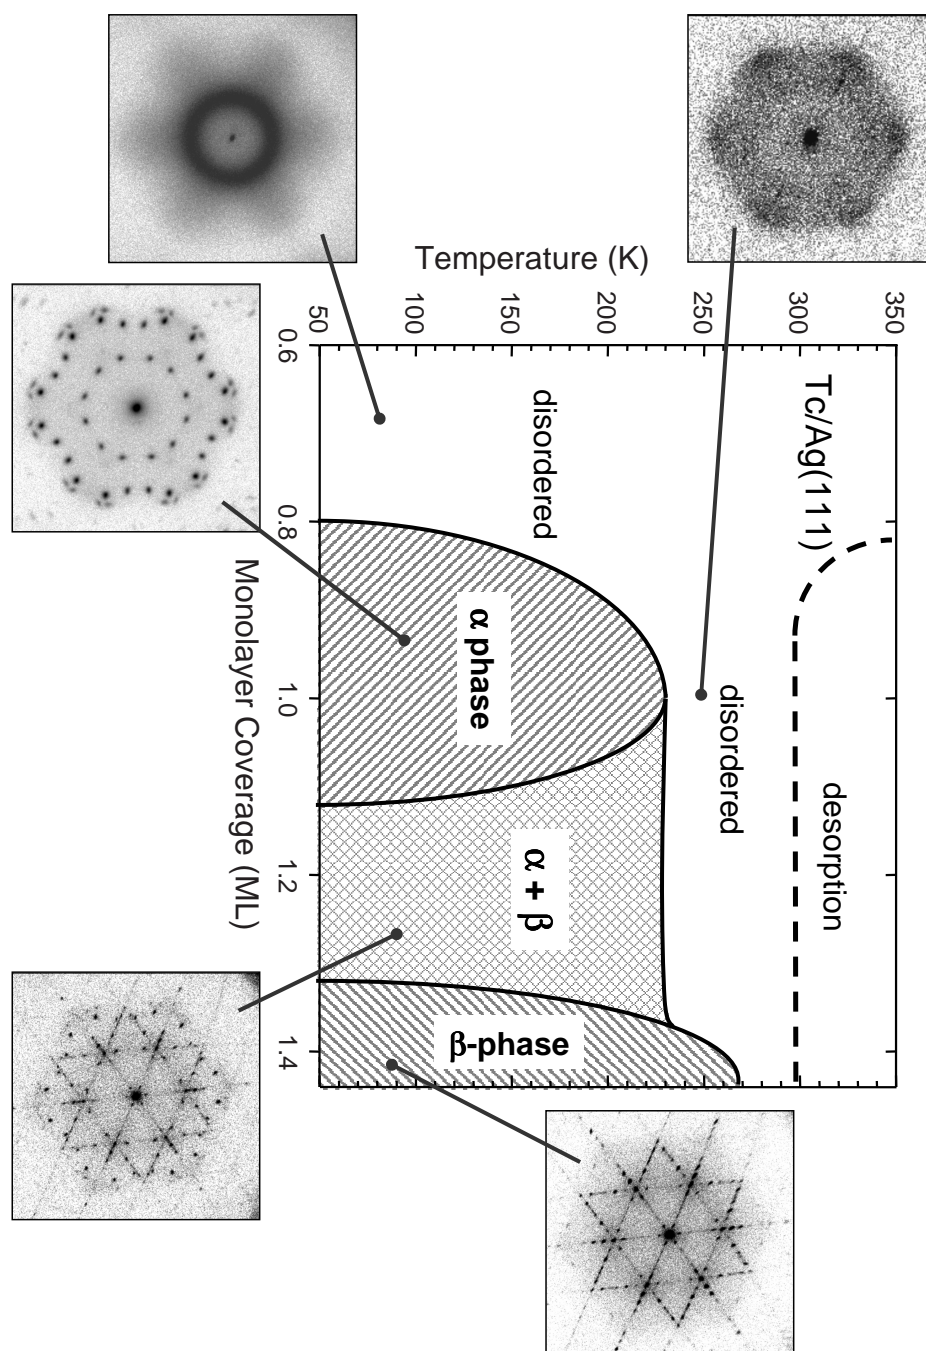 Temperature (K)
50
100
150
200
250
300
350
0.6
0.8
1.0
1.2
1.4
Monolayer Coverage (ML)
Tc/Ag(111)
disordered
disordered
desorption
α phase
α + β
β-phase